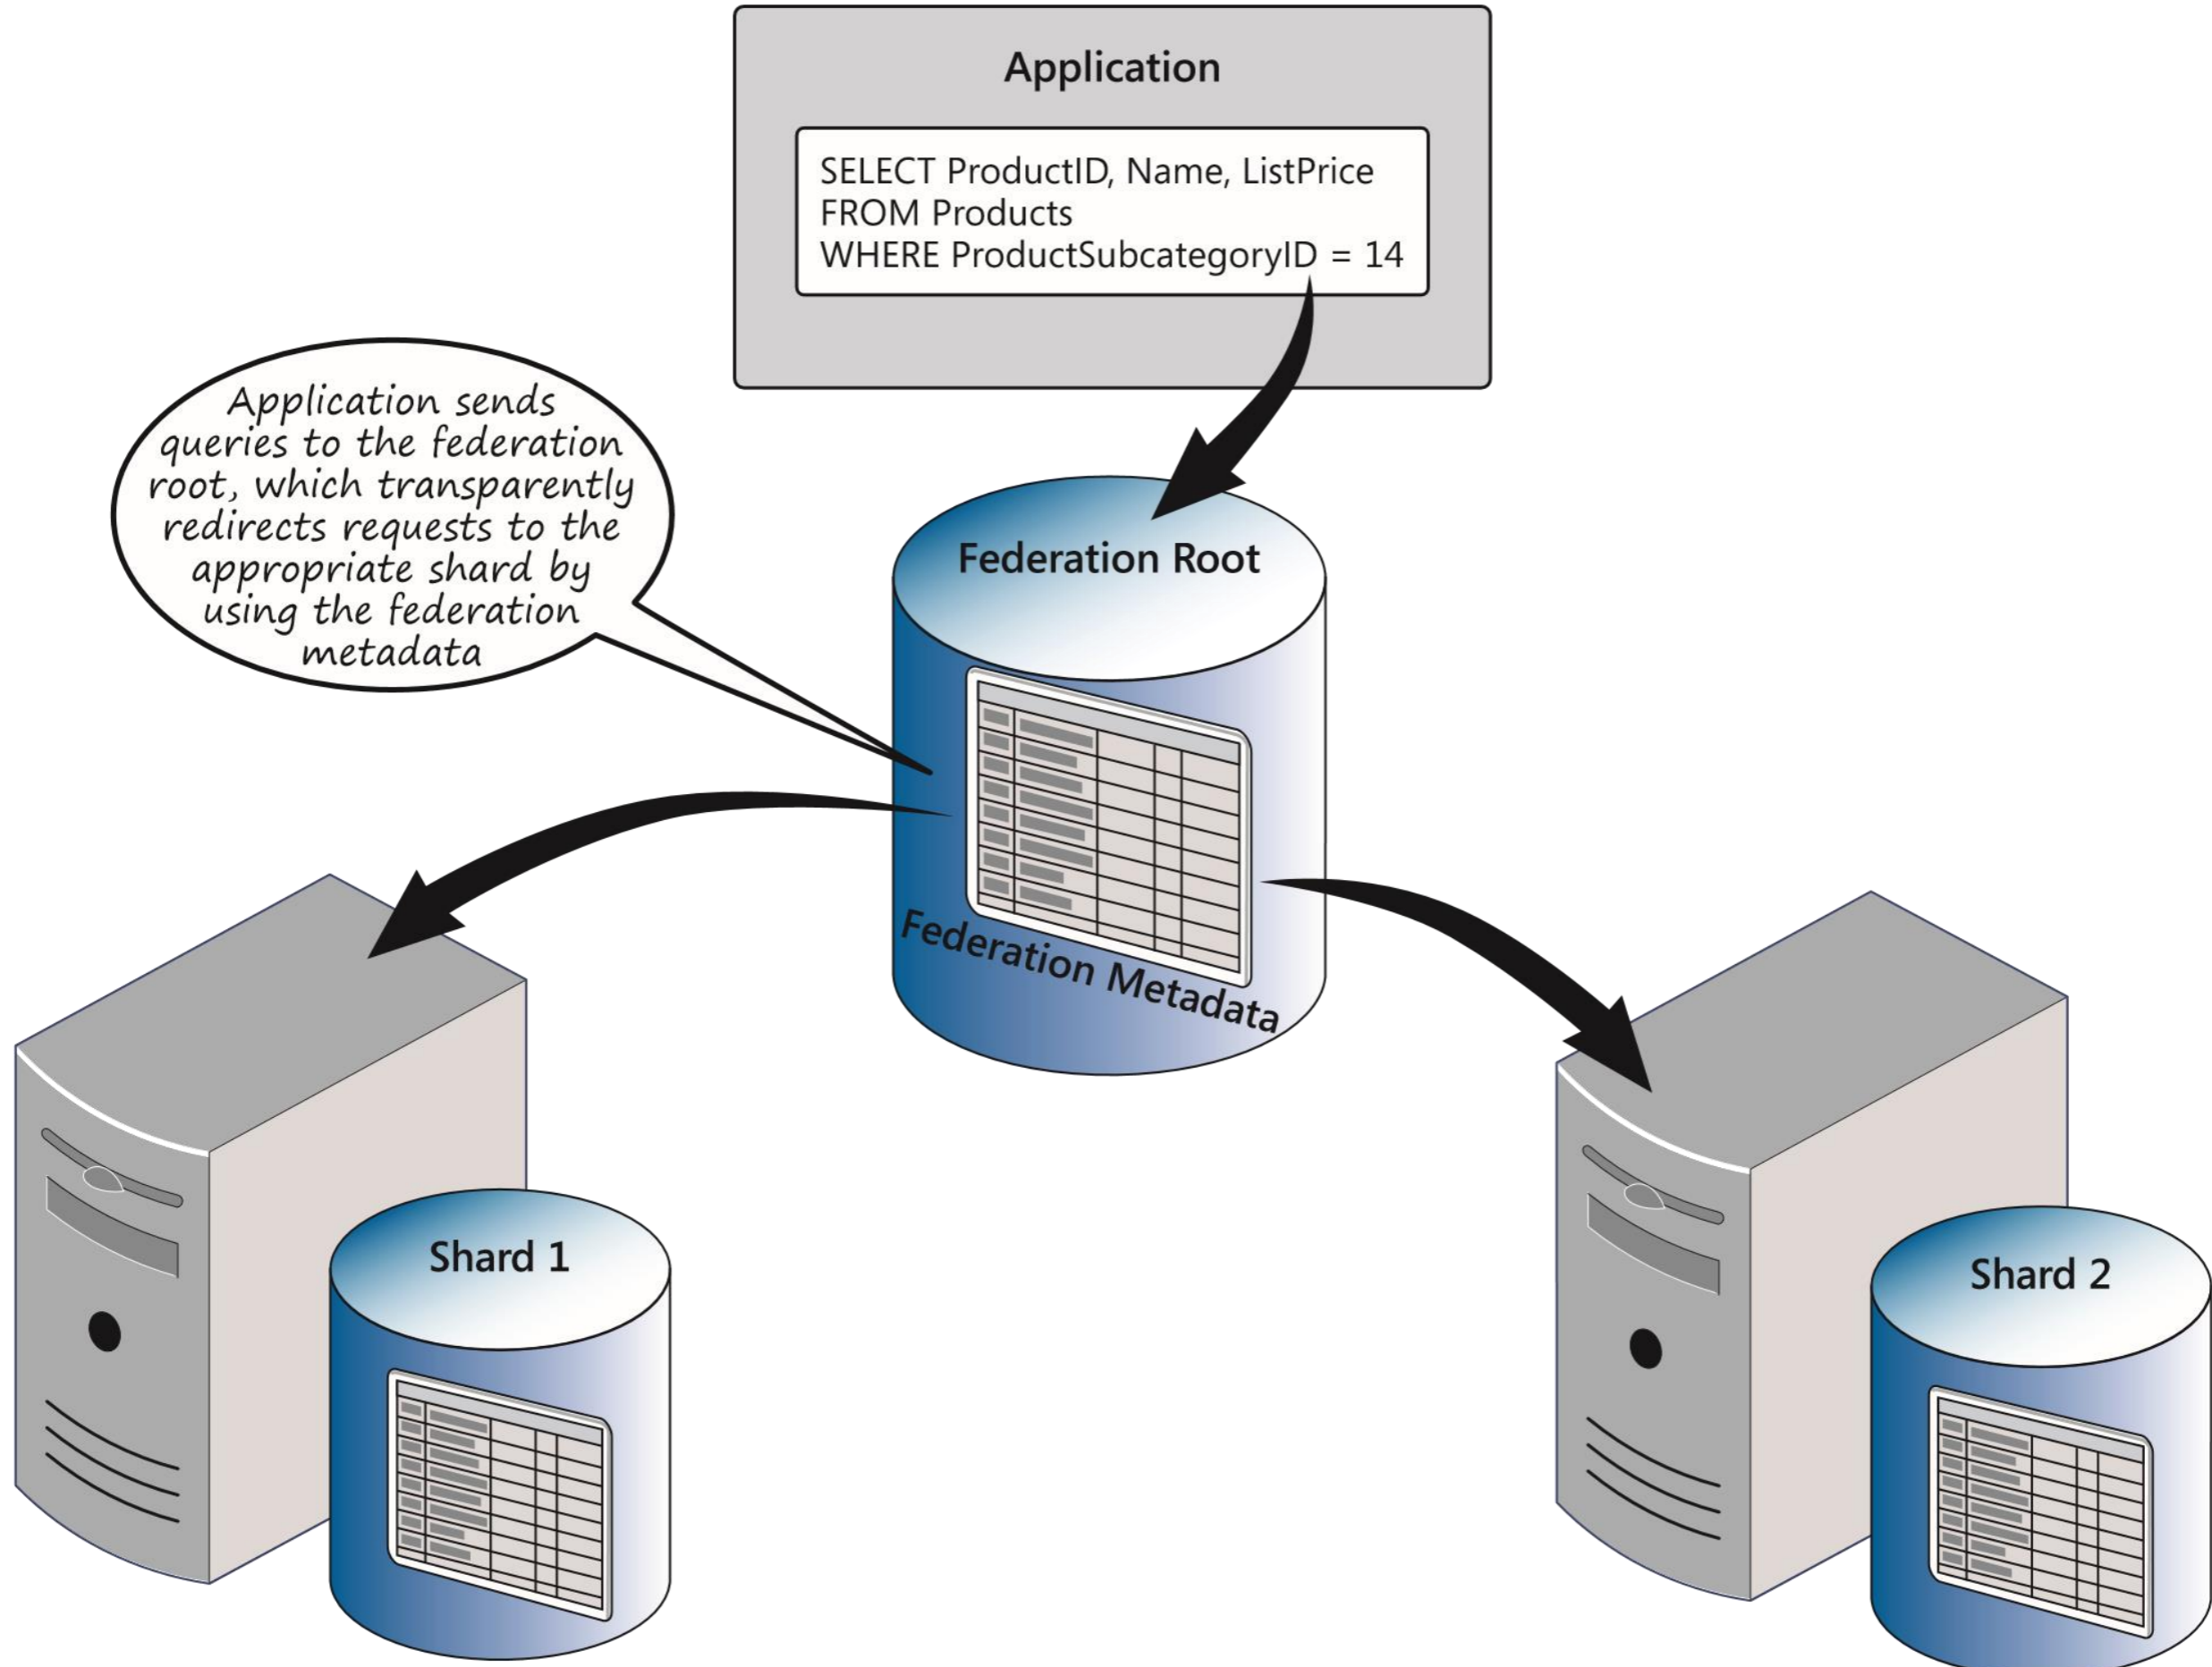 Application
SELECT ProductID, Name, ListPrice
FROM Products
WHERE ProductSubcategoryID = 14
Application sends
queries to the federation
root, which transparently
redirects requests to the
appropriate shard by
using the federation
metadata
Federation Root
Federation Metadata
Shard 1
Shard 2